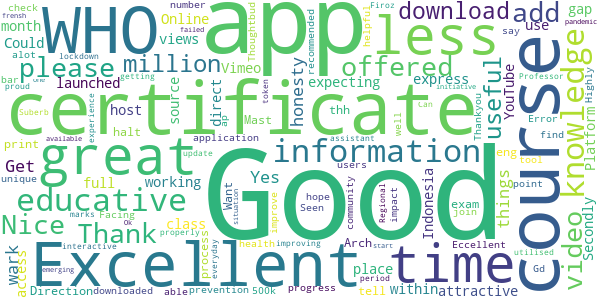 check number Online Highly Firoz
frensh WHO app less download add gap
month pandemic
Could Thoughtbud helpful recommended say use
alot views
please million offered Vimeo express
lockdown failed YouTube
bar launched expecting
proud getting
certificate
source direct honesty useful course knowledge Platform Professor
one host ap Mast token Lan Thankyou initiative
Suberb halt thh well Error find
experience application assistant
print available update eng tool
Get great information
unique full working Yes users things point
educative Good Want hope community Regional impact Indonesia exam join Secondly
situation Seen
marks Facing class improve
Nice Thank Ok process health improving Arch Eccellent utilised
properly everyday period start
wark Excellent place time video
access interactive tell within Gd
Direction downloaded able prevention 500k progress attractive
emerging